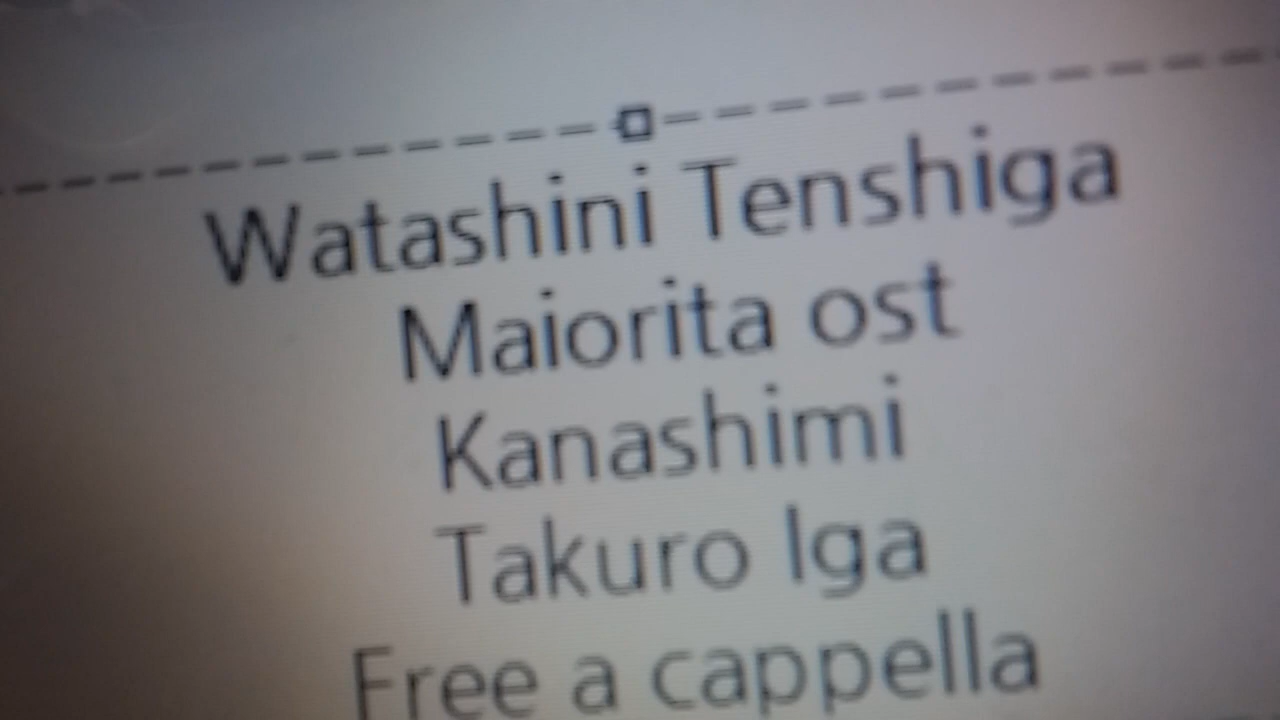 Watashini Tenshiga
Maiorita ost
Kanashimi
Takuro Iga
Free a cappella